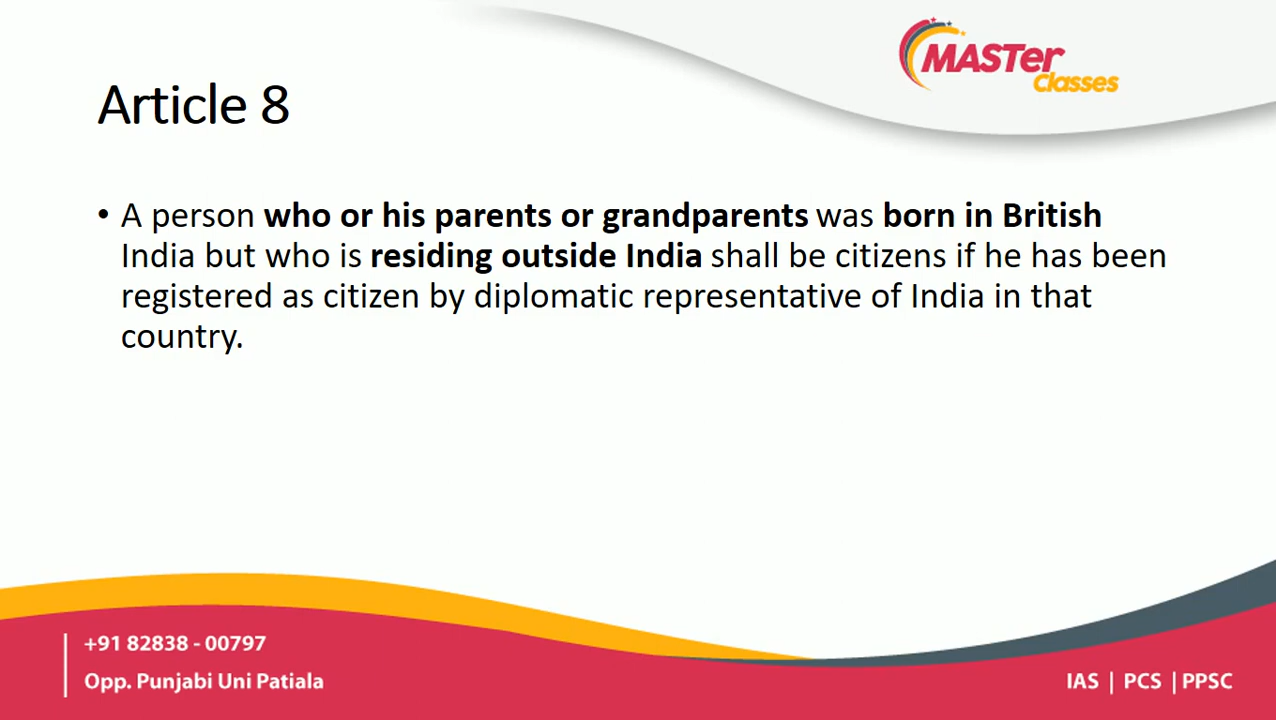 MASTer
Classes
Article 8
• A person who or his parents or grandparents was born in British
India but who is residing outside India shall be citizens if he has been
registered as citizen by diplomatic representative of India in that
country.
+91 82838 - 00797
Opp. Punjabi Uni Patiala
IAS | PCS | PPSC